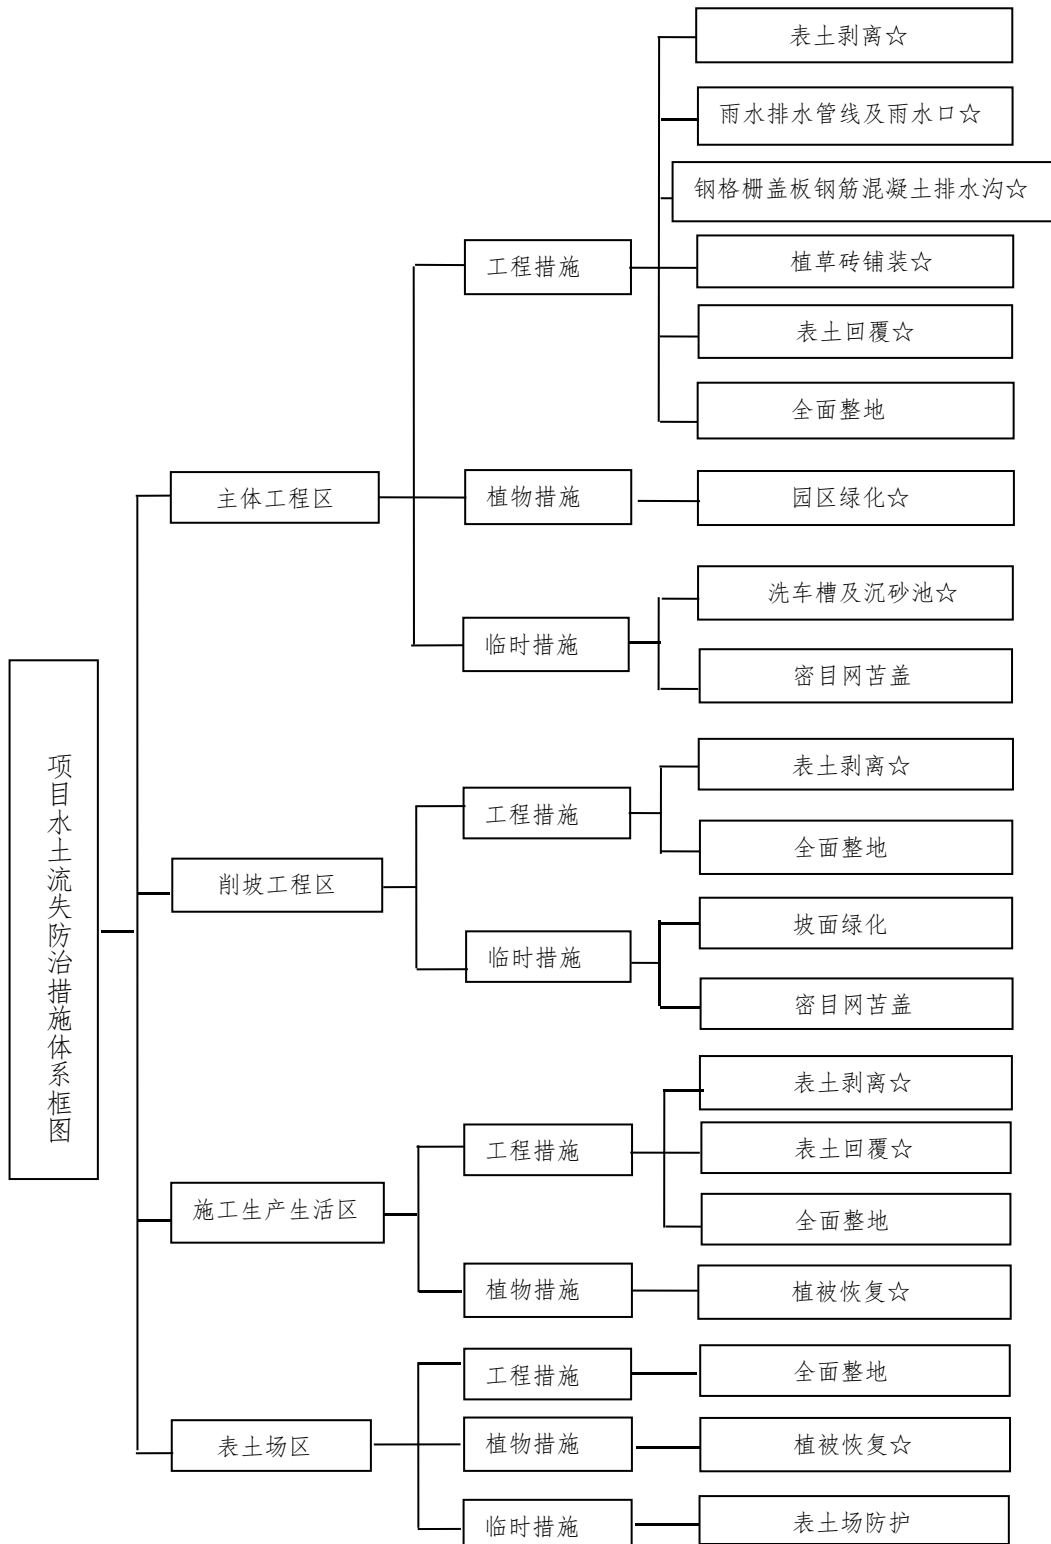 项目水土流失防治措施体系框图
主体工程区
工程措施
表土剥离☆
雨水排水管线及雨水口☆
钢格栅盖板钢筋混凝土排水沟☆
植草砖铺装☆
表土回覆☆
全面整地
植物措施
园区绿化☆
临时措施
洗车槽及沉砂池☆
密目网苫盖
削坡工程区
工程措施
表土剥离☆
全面整地
临时措施
坡面绿化
密目网苫盖
施工生产生活区
工程措施
表土剥离☆
表土回覆☆
全面整地
植物措施
植被恢复☆
表土场区
工程措施
全面整地
植物措施
植被恢复☆
临时措施
表土场防护